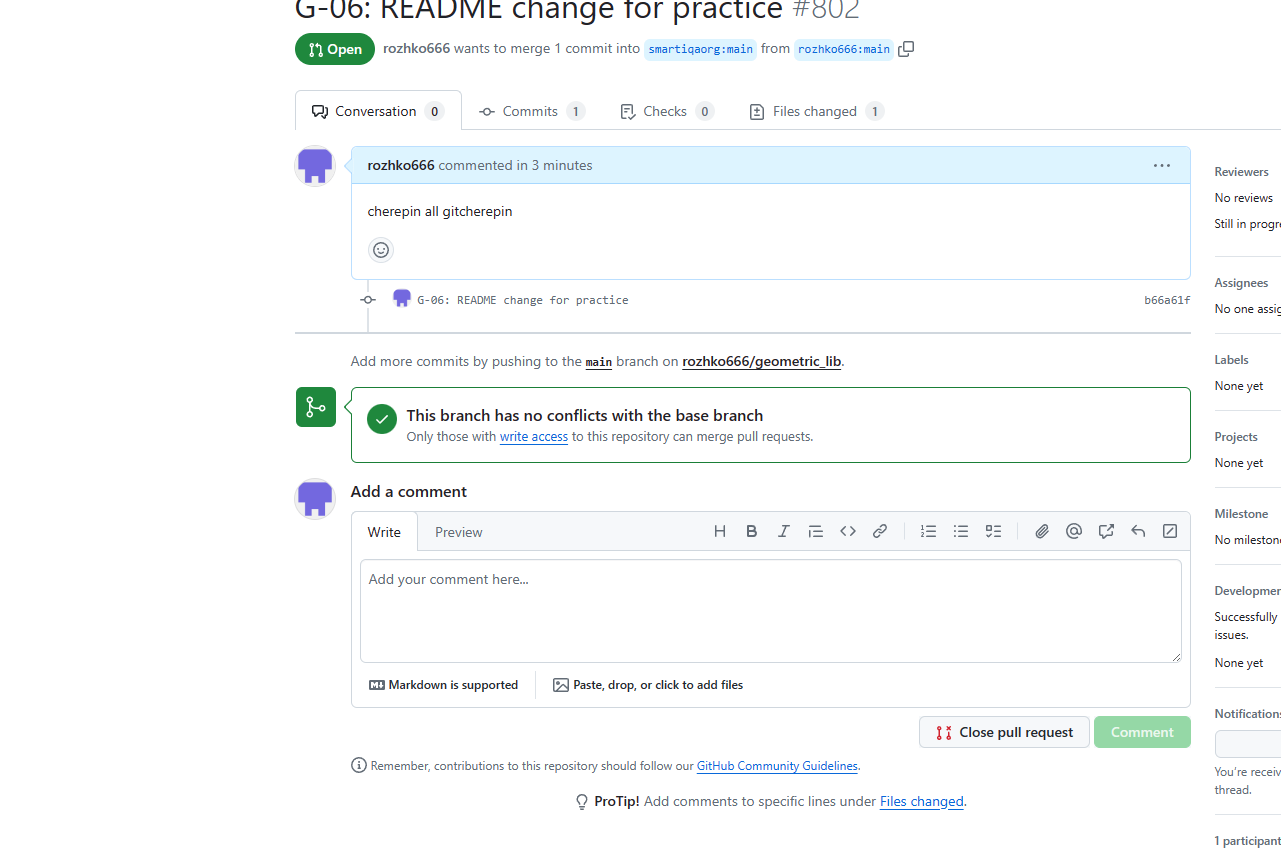 G-06: README change for practice #802
Open rozhko666 wants to merge 1 commit into smartiqaorg:main from rozhko666:main
Conversation 0 Commits 1 Checks 0 Files changed 1
rozhko666 commented in 3 minutes
cherepin all gitcherepin
G-06: README change for practice b66a61f
Add more commits by pushing to the main branch on rozhko666/geometric_lib.
This branch has no conflicts with the base branch
Only those with write access to this repository can merge pull requests.
Add a comment
Write Preview
Add your comment here...
Markdown is supported Paste, drop, or click to add files
Close pull request Comment
Remember, contributions to this repository should follow our GitHub Community Guidelines.
ProTip! Add comments to specific lines under Files changed.
Reviewers
No reviews
Still in progre
Assignees
No one assig
Labels
None yet
Projects
None yet
Milestone
No milestone
Developmen
Successfully
issues.
None yet
Notifications
You're receiv
thread.
1 participant